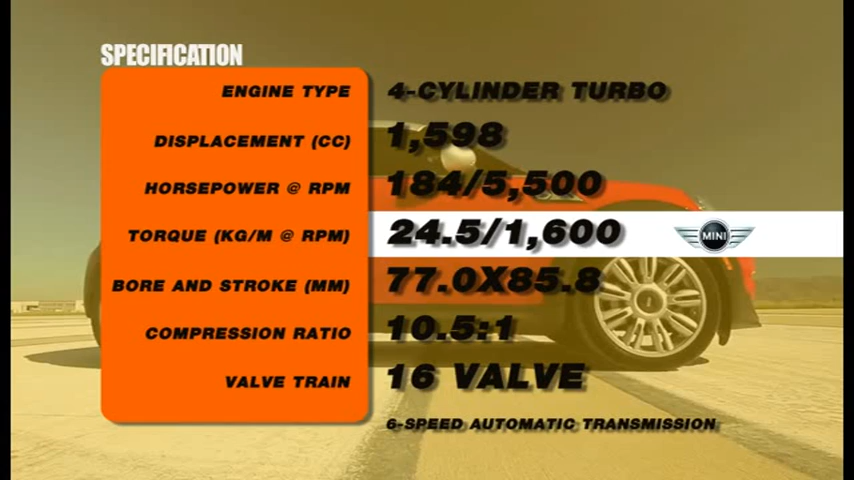 SPECIFICATION
ENGINE TYPE 4-CYLINDER TURBO
DISPLACEMENT (CC) 1,598
HORSEPOWER @ RPM 184/5,500
TORQUE (KG/M @ RPM) 24.5/1,600 MINI
BORE AND STROKE (MM) 77.0X85.8
COMPRESSION RATIO 10.5:1
VALVE TRAIN 16 VALVE
6-SPEED AUTOMATIC TRANSMISSION